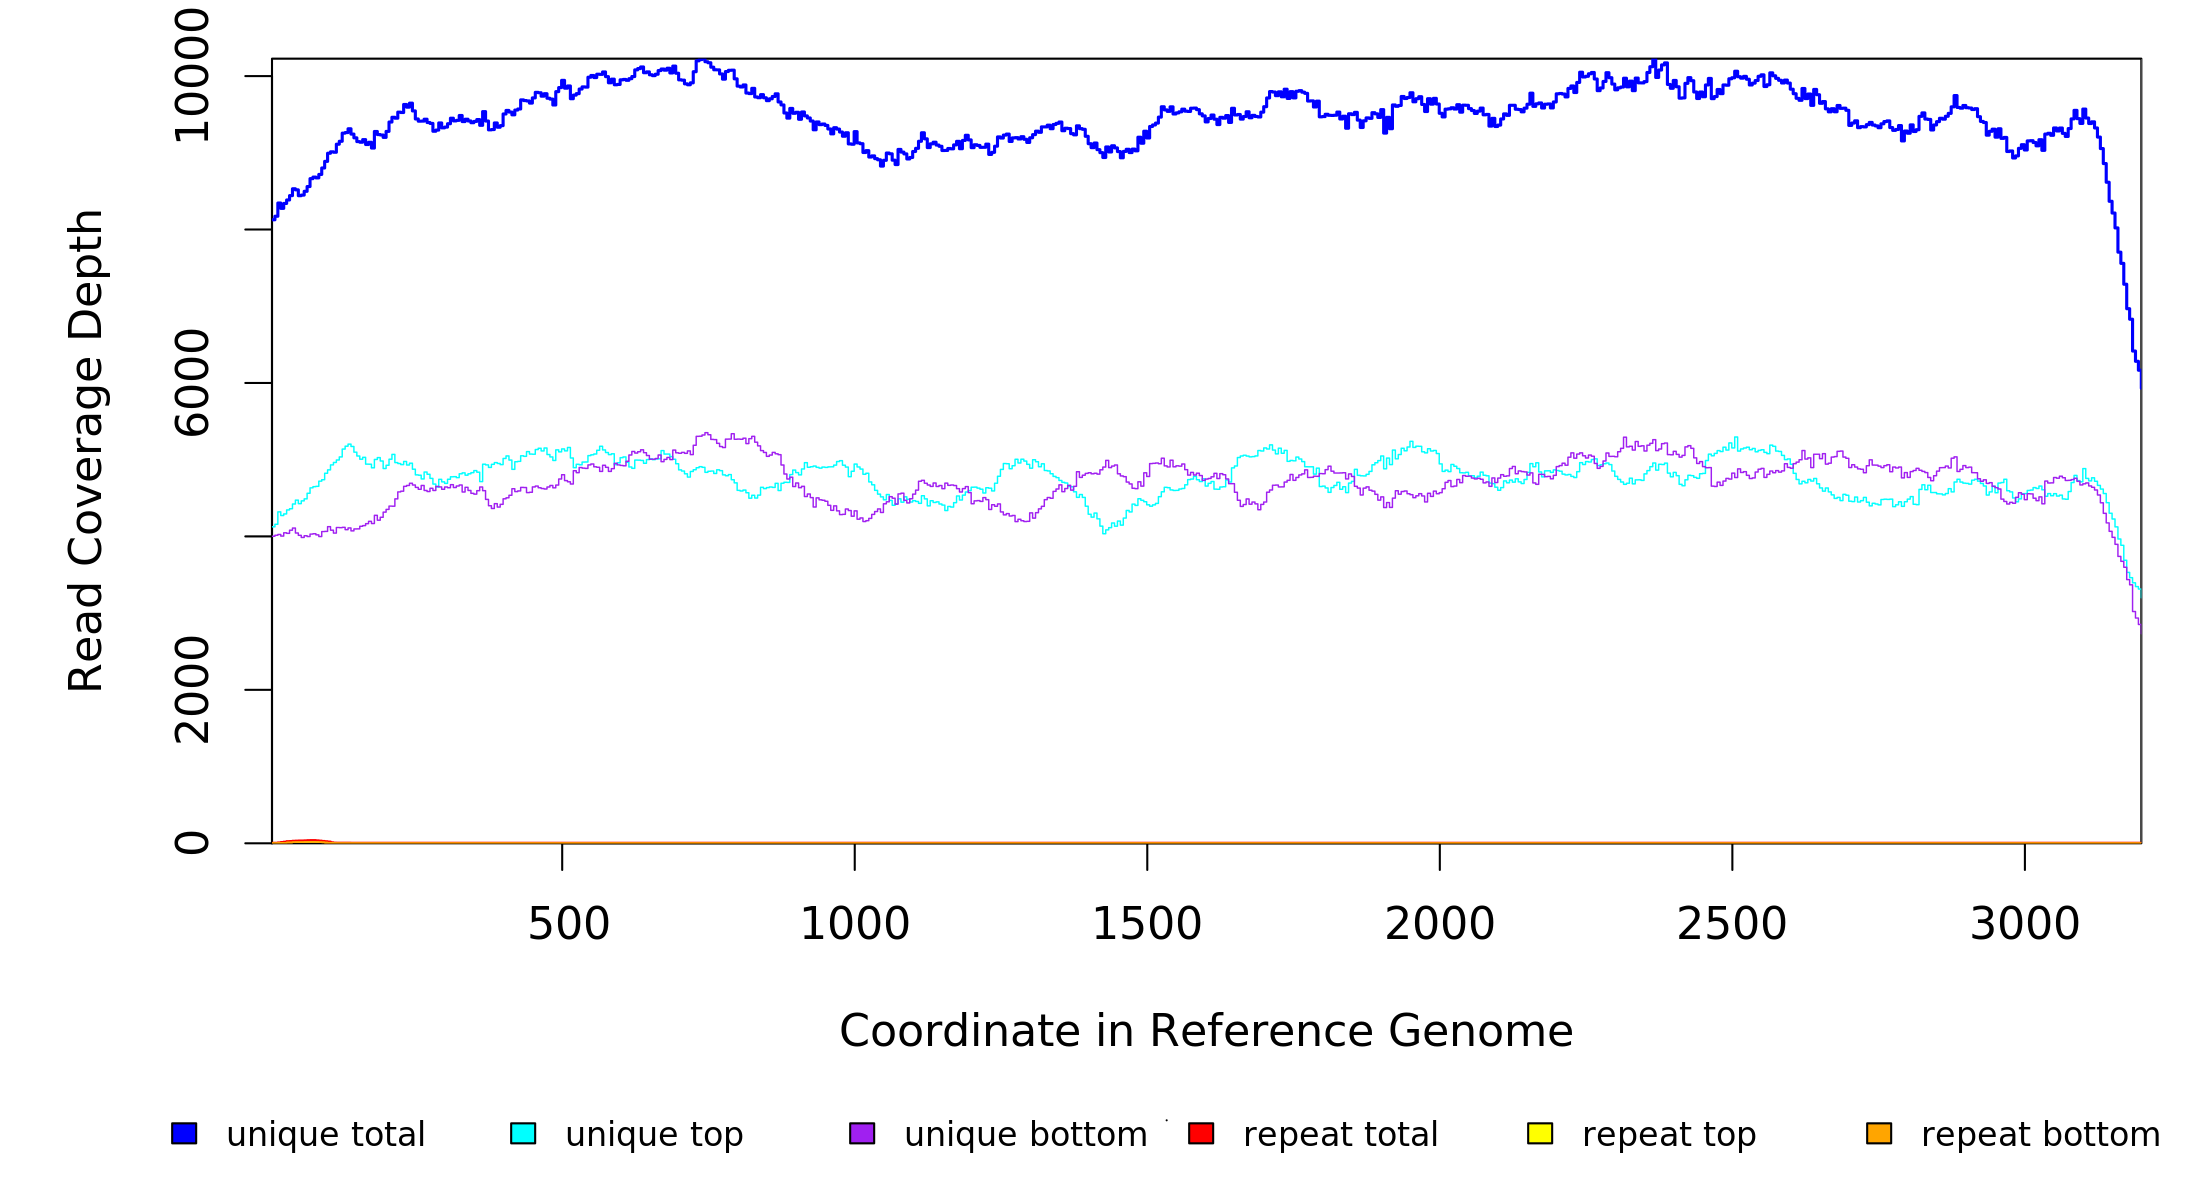 10000
6000
2000
0
Read Coverage Depth
500 1000 1500 2000 2500 3000
Coordinate in Reference Genome
unique total unique top unique bottom repeat total repeat top repeat bottom